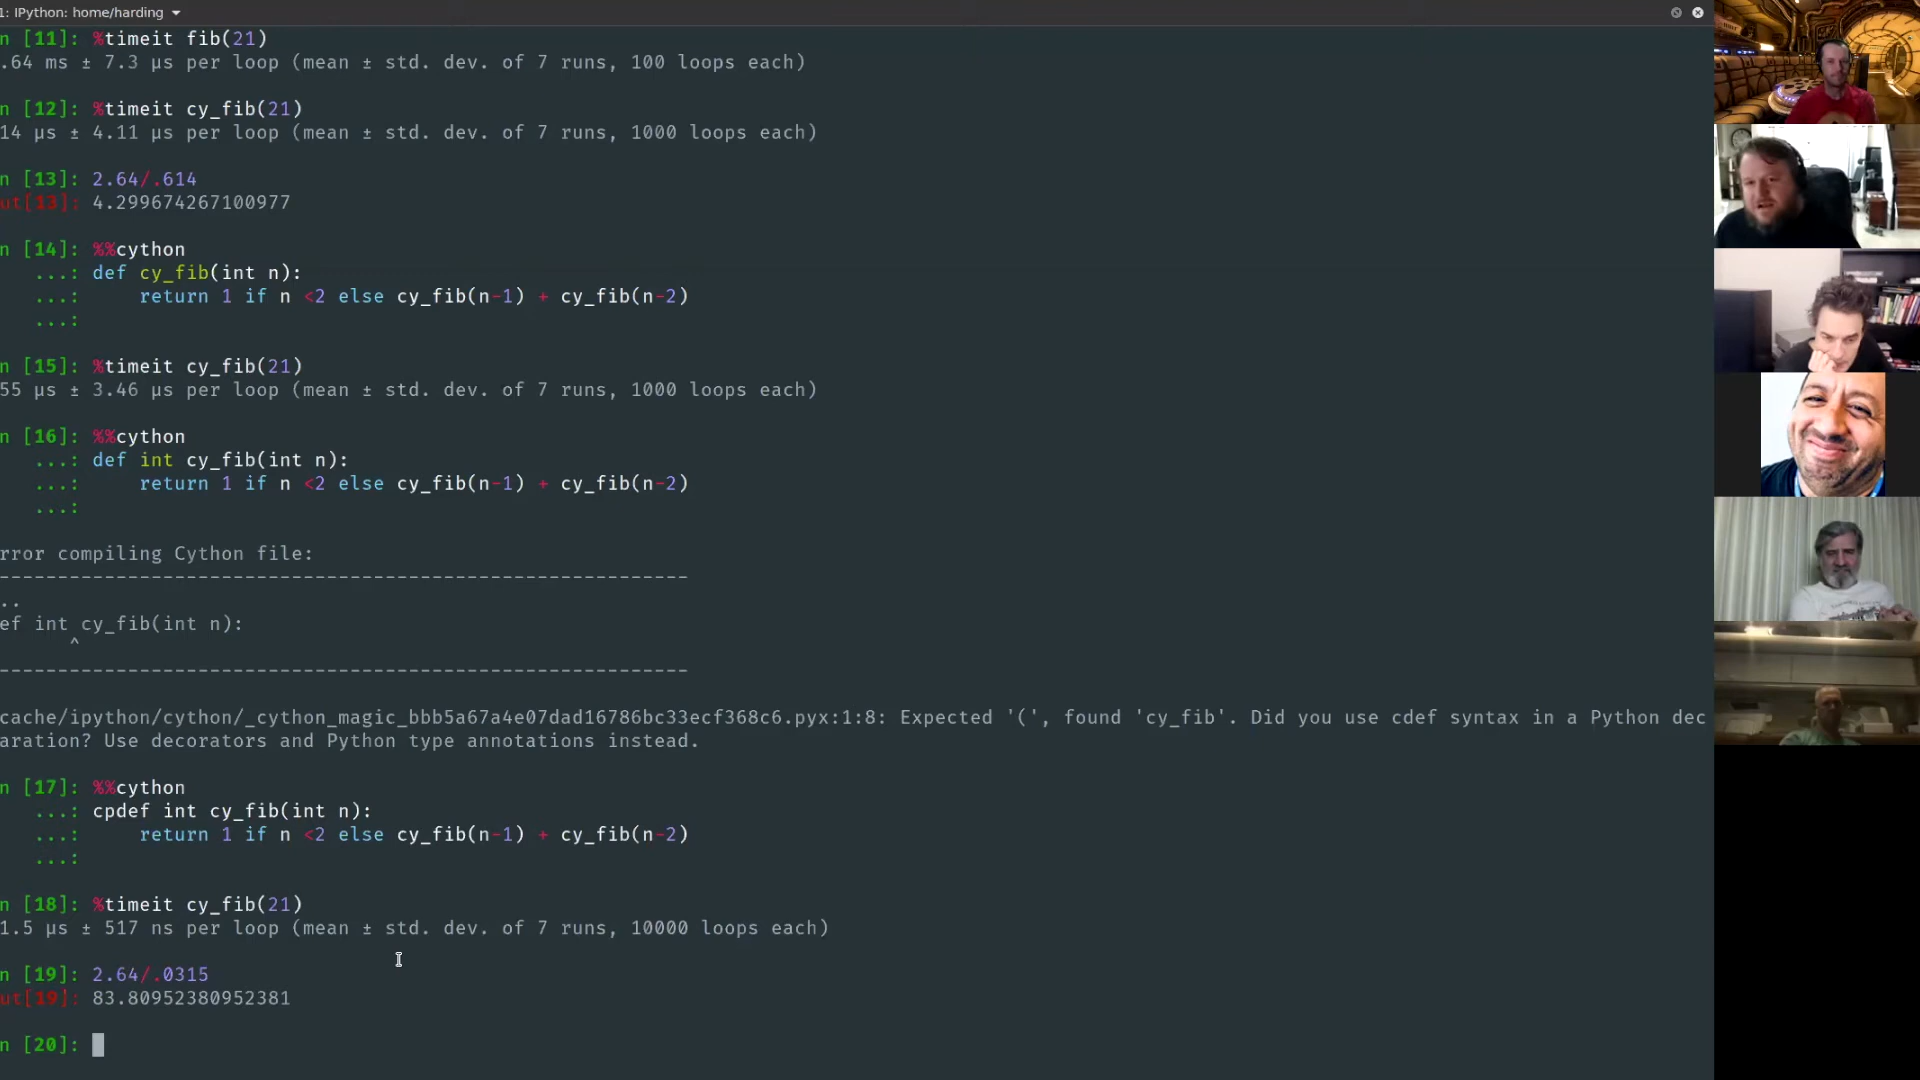 1: IPython: home/harding
n [11]: %timeit fib(21)
.64 ms ± 7.3 µs per loop (mean ± std. dev. of 7 runs, 100 loops each)
n [12]: %timeit cy_fib(21)
14 µs ± 4.11 µs per loop (mean ± std. dev. of 7 runs, 1000 loops each)
n [13]: 2.64/.614
ut[13]: 4.299674267100977
n [14]: %%cython
...: def cy_fib(int n):
...:     return 1 if n <2 else cy_fib(n-1) + cy_fib(n-2)
...:
n [15]: %timeit cy_fib(21)
55 µs ± 3.46 µs per loop (mean ± std. dev. of 7 runs, 1000 loops each)
n [16]: %%cython
...: def int cy_fib(int n):
...:     return 1 if n <2 else cy_fib(n-1) + cy_fib(n-2)
...:
rror compiling Cython file:
------------------------------------------------------------
..
ef int cy_fib(int n):
^
------------------------------------------------------------
cache/ipython/cython/_cython_magic_bbb5a67a4e07dad16786bc33ecf368c6.pyx:1:8: Expected '(', found 'cy_fib'. Did you use cdef syntax in a Python dec
aration? Use decorators and Python type annotations instead.
n [17]: %%cython
...: cpdef int cy_fib(int n):
...:     return 1 if n <2 else cy_fib(n-1) + cy_fib(n-2)
...:
n [18]: %timeit cy_fib(21)
1.5 µs ± 517 ns per loop (mean ± std. dev. of 7 runs, 10000 loops each)
n [19]: 2.64/.0315
ut[19]: 83.80952380952381
n [20]: